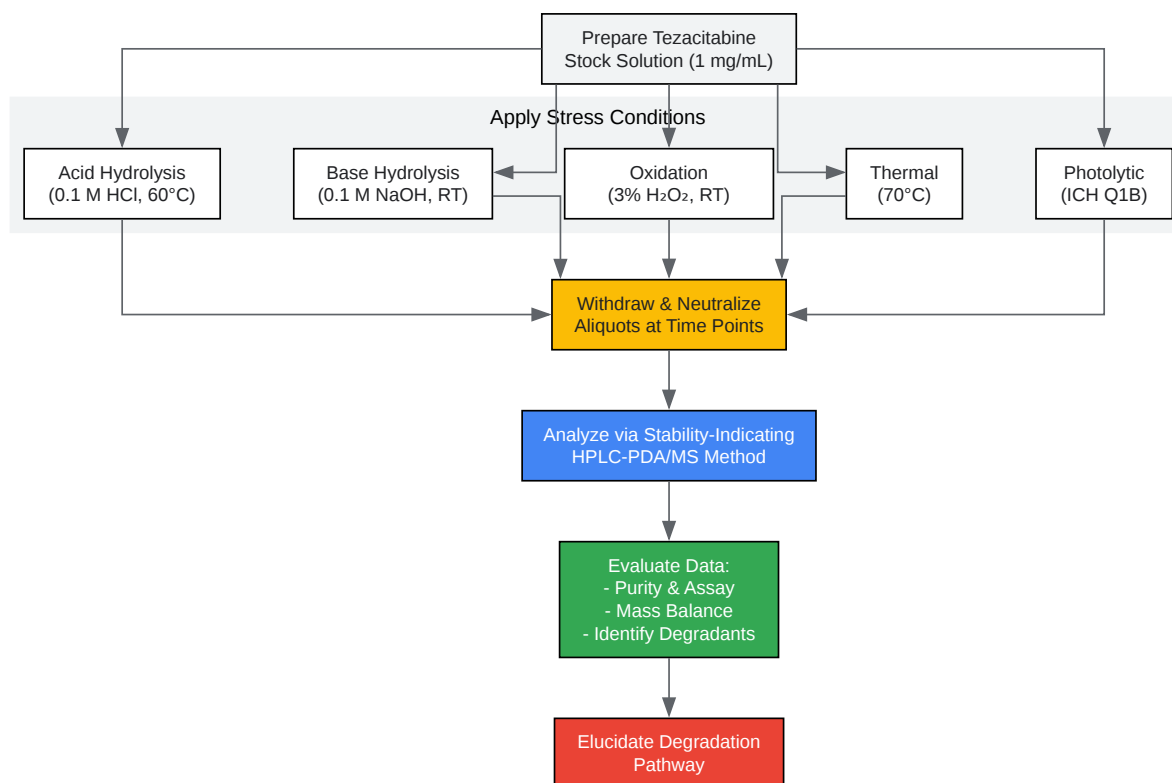 Prepare Tezacitabine
Stock Solution (1 mg/mL)
Apply Stress Conditions
Acid Hydrolysis
(0.1 M HCl, 60°C)
Base Hydrolysis
(0.1 M NaOH, RT)
Oxidation
(3% H₂O₂, RT)
Thermal
(70°C)
Photolytic
(ICH Q1B)
Withdraw & Neutralize
Aliquots at Time Points
Analyze via Stability-Indicating
HPLC-PDA/MS Method
Evaluate Data:
- Purity & Assay
- Mass Balance
- Identify Degradants
Elucidate Degradation
Pathway